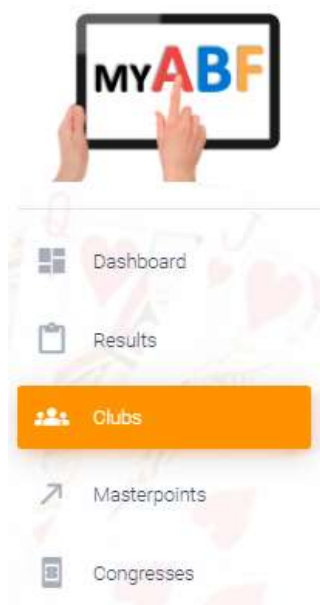 MYABF
Dashboard
Results
Clubs
Masterpoints
Congresses